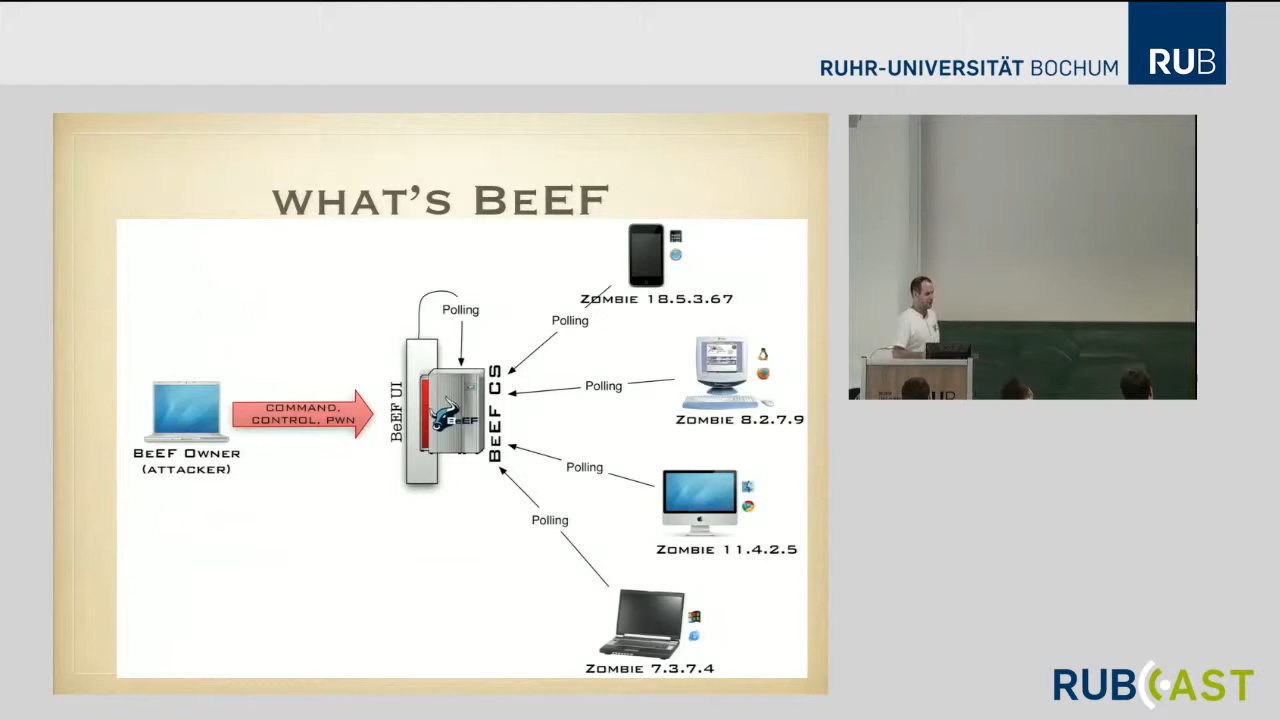 RUHR-UNIVERSITÄT BOCHUM
RUB
WHAT'S BEEF
Polling
ZOMBIE 18.5.3.67
Polling
BeEF UI
BEEF CS
BeEF
Polling
ZOMBIE 8.2.7.9
COMMAND,
CONTROL, PWN
BEEF OWNER
(ATTACKER)
Polling
ZOMBIE 11.4.2.5
Polling
ZOMBIE 7.3.7.4
RUBCAST